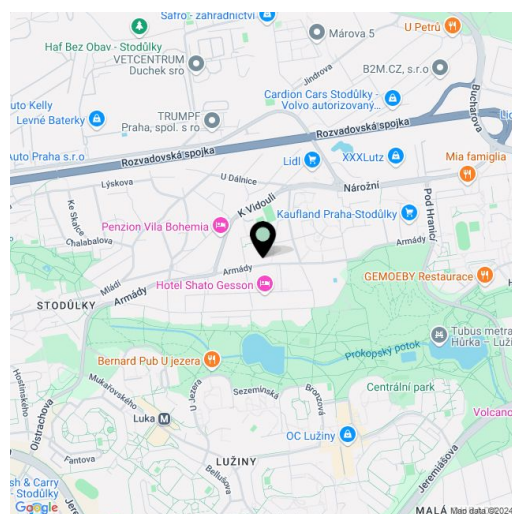 Safro - zahradnictví
Márova 5
U Petrů
Haf Bez Obav - Stodůlky
VETCENTRUM
Duchek sro
Jindrova
B2M.CZ, s.r.o
Bucharova
Auto Kelly
Levné Baterky
TRUMPF
Praha, spol. s ro
Cardion Cars Stodůlky -
Volvo autorizovaný...
Auto Praha s.r.o
Rozvadovská spojka
Rozvadovská spojka
Lidl
XXXLutz
Mia famiglia
Lýskova
U Dálnice
Nárožní
Pod Hranicí
Ke Skalce
K Vidouli
Penzion Vila Bohemia
Kaufland Praha-Stodůlky
Chalabalova
Armády
Mládí
Armády
Armády
Hotel Shato Gesson
GEMOEBY Restaurace
STODŮLKY
Tubus metra
Hůrka – Luži
Prokopský potok
Bernard Pub U jezera
Hostinského
Mukařovského
U Jezera
Sezemínská
Bronzová
Centrální park
Oistrachova
Luka
M
Volcano
OC Lužiny
Jeremiášova
Fantova
Bellušova
LUŽINY
sh & Carry
- Stodůlky
Google
MALÁ
Map data ©2024